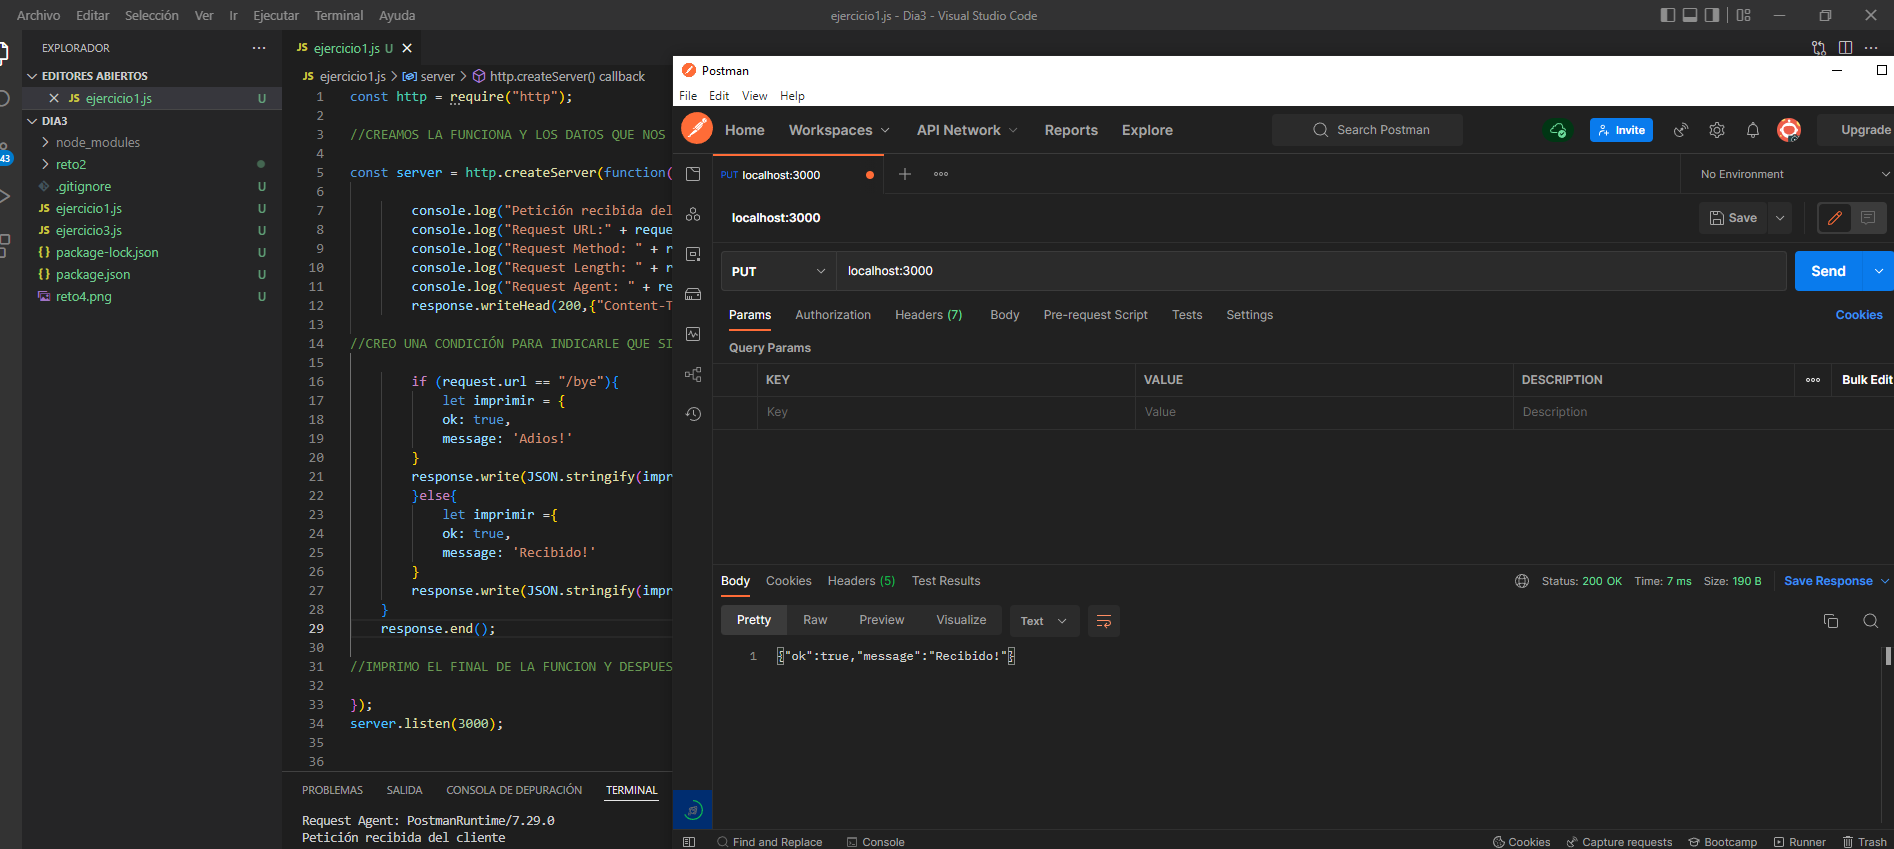 Archivo Editar Selección Ver Ir Ejecutar Terminal Ayuda
ejercicio1.js - Dia3 - Visual Studio Code
EXPLORADOR
EDITORES ABIERTOS
JS ejercicio1.js U
DIA3
node_modules
reto2
.gitignore U
JS ejercicio1.js U
JS ejercicio3.js U
{} package-lock.json U
{} package.json U
reto4.png U
43
JS ejercicio1.js U
JS ejercicio1.js > server > http.createServer() callback
1 const http = require("http");
2
3 //CREAMOS LA FUNCIONA Y LOS DATOS QUE NOS
4
5 const server = http.createServer(function(
6
7 console.log("Petición recibida del
8 console.log("Request URL:" + reque
9 console.log("Request Method: " + r
10 console.log("Request Length: " + r
11 console.log("Request Agent: " + re
12 response.writeHead(200,{"Content-T
13
14 //CREO UNA CONDICIÓN PARA INDICARLE QUE SI
15
16 if (request.url == "/bye"){
17 let imprimir = {
18 ok: true,
19 message: 'Adios!'
20 }
21 response.write(JSON.stringify(impr
22 }else{
23 let imprimir ={
24 ok: true,
25 message: 'Recibido!'
26 }
27 response.write(JSON.stringify(impr
28 }
29 response.end();
30
31 //IMPRIMO EL FINAL DE LA FUNCION Y DESPUES
32
33 });
34 server.listen(3000);
35
36
PROBLEMAS SALIDA CONSOLA DE DEPURACIÓN TERMINAL
Request Agent: PostmanRuntime/7.29.0
Petición recibida del cliente
Postman
File Edit View Help
Home Workspaces API Network Reports Explore
Search Postman
Invite
Upgrade
PUT localhost:3000
No Environment
localhost:3000
Save
PUT localhost:3000
Send
Params Authorization Headers (7) Body Pre-request Script Tests Settings
Cookies
Query Params
KEY VALUE DESCRIPTION Bulk Edit
Key Value Description
Body Cookies Headers (5) Test Results
Status: 200 OK Time: 7 ms Size: 190 B Save Response
Pretty Raw Preview Visualize Text
1 {"ok":true,"message":"Recibido!"}
Find and Replace Console
Cookies Capture requests Bootcamp Runner Trash